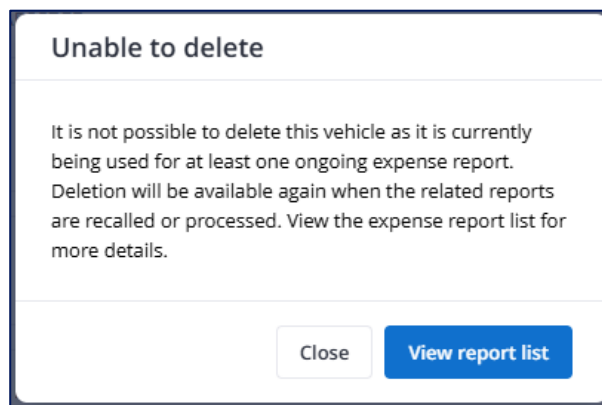 Unable to delete
It is not possible to delete this vehicle as it is currently
being used for at least one ongoing expense report.
Deletion will be available again when the related reports
are recalled or processed. View the expense report list for
more details.
Close
View report list